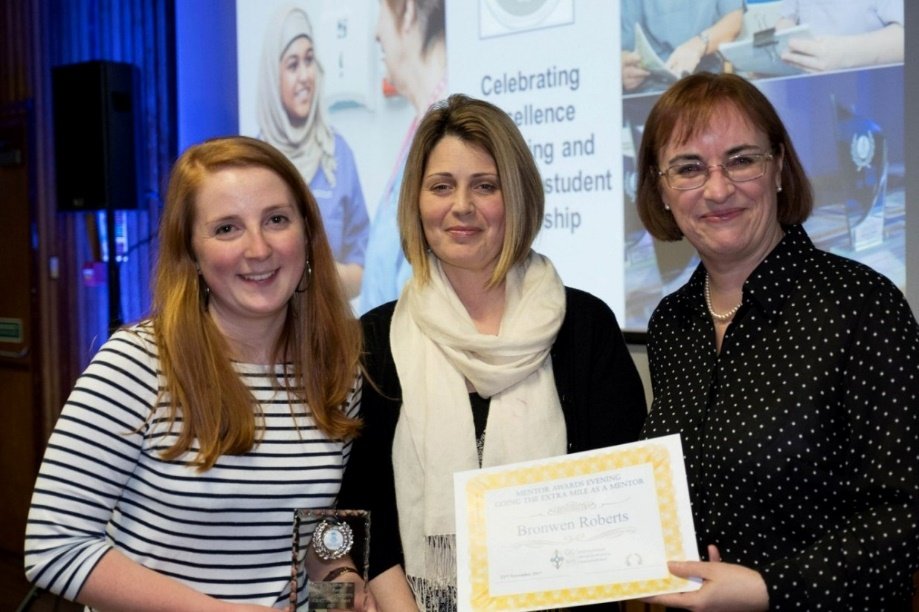 Celebrating
ellence
ing and
student
ship
MENTOR AWARDS EVENING
GOING THE EXTRA MILE AS A MENTOR
Bronwen Roberts